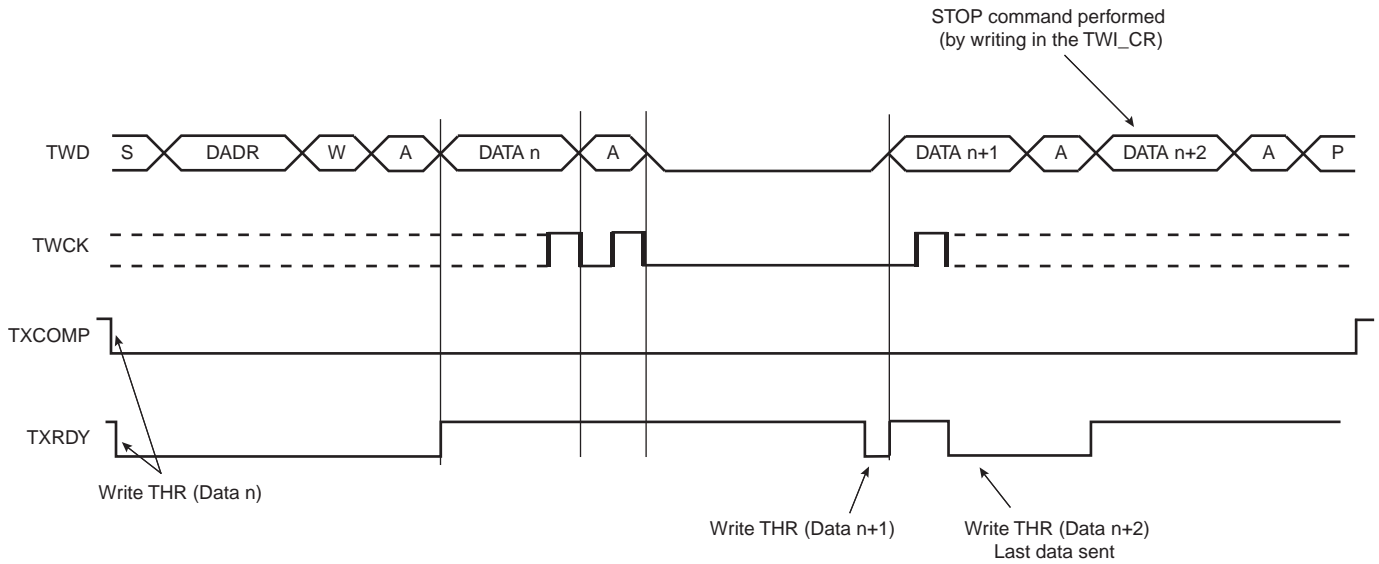 STOP command performed
(by writing in the TWI_CR)
TWD S DADR W A DATA n A DATA n+1 A DATA n+2 A P
TWCK
TXCOMP
TXRDY
Write THR (Data n)
Write THR (Data n+1) Write THR (Data n+2)
Last data sent